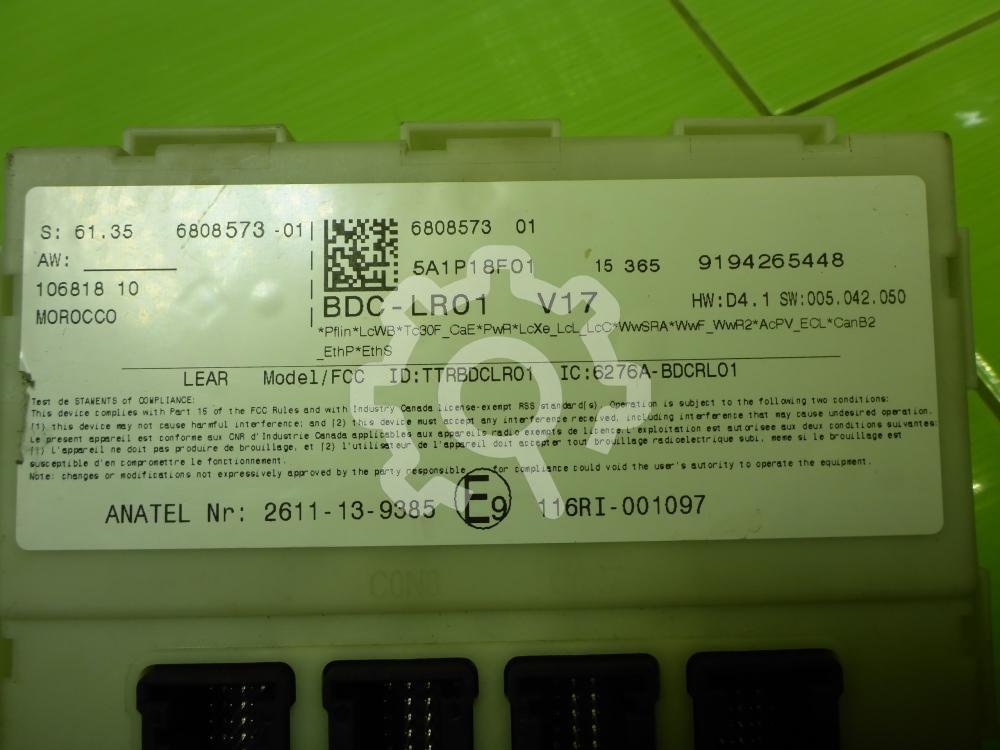 S: 61.35 6808573 -01 6808573 01
AW: 5A1P18F01 15 365 9194265448
106818 10 BDC-LR01 V17 HW:D4.1 SW:005.042.050
MOROCCO *Pflin*LcWB*Tc30F_CaE*PwR*LcXe_LcL_LcC*WwSRA*WwF_WwR2*AcPV_ECL*CanB2
_EthP*EthS
LEAR Model/FCC ID:TTRBDCLR01 IC:6276A-BDCRL01
Test de STAMENTS of COMPLIANCE:
This device complies with Part 15 of the FCC Rules and with Industry Canada license-exempt RSS standard(s). Operation is subject to the following two conditions:
(1) this device may not cause harmful interference: and (2) this device must accept any interference received, including interference that may cause undesired operation.
Le present appareil est conforme aux CNR d'Industrie Canada applicables aux appareils radio exempts de licence.L'exploitation est autorisee aux deux conditions suivantes:
(1) L'appareil ne doit pas produire de brouillage, et (2) l'utilisateur de l'appareil doit accepter tout brouillage radioelectrique subi, meme si le brouillage est
susceptible d'en compromettre le fonctionnement.
Note: changes or modifications not expressively approved by the party responsible for compliance could void the user's autority to operate the equipment.
ANATEL Nr: 2611-13-9385 E9 116RI-001097